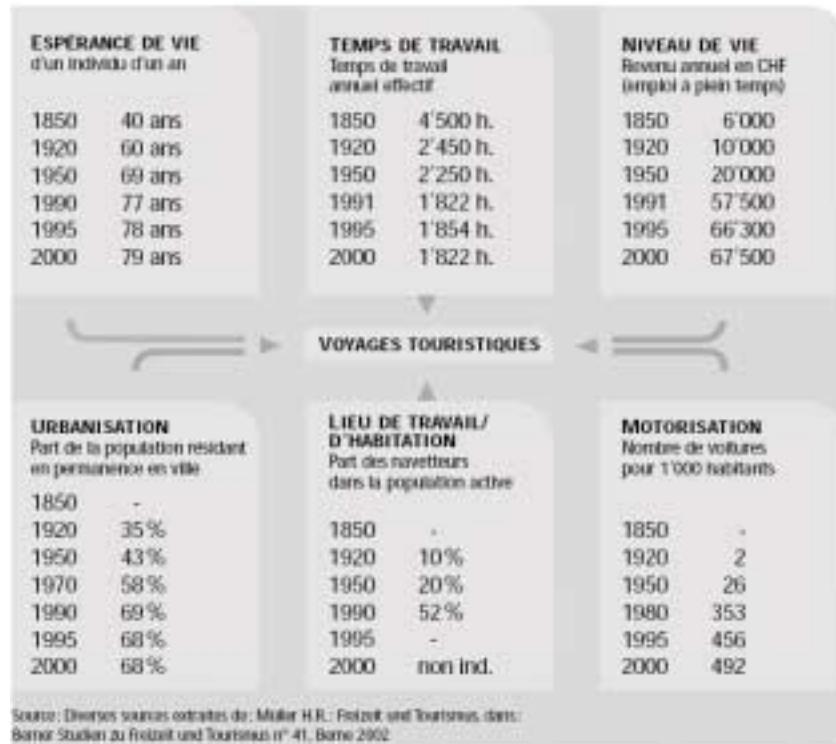 ESPÉRANCE DE VIE
d'un individu d'un an
1850 40 ans
1920 60 ans
1950 69 ans
1990 77 ans
1995 78 ans
2000 79 ans
TEMPS DE TRAVAIL
Temps de travail
annuel effectif
1850 4'500 h.
1920 2'450 h.
1950 2'250 h.
1991 1'822 h.
1995 1'854 h.
2000 1'822 h.
NIVEAU DE VIE
Revenu annuel en CHF
(emploi à plein temps)
1850 6'000
1920 10'000
1950 20'000
1991 57'500
1995 66'300
2000 67'500
VOYAGES TOURISTIQUES
URBANISATION
Part de la population résidant
en permanence en ville
1850 -
1920 35%
1950 43%
1970 58%
1990 69%
1995 68%
2000 68%
LIEU DE TRAVAIL/
D'HABITATION
Part des navetteurs
dans la population active
1850 -
1920 10%
1950 20%
1990 52%
1995 -
2000 non ind.
MOTORISATION
Nombre de voitures
pour 1'000 habitants
1850 -
1920 2
1950 26
1980 353
1995 456
2000 492
Source: Diverses sources extraites de: Müller H.R.: Freizeit und Tourismus, dans:
Berner Studien zu Freizeit und Tourismus n° 41, Berne 2002